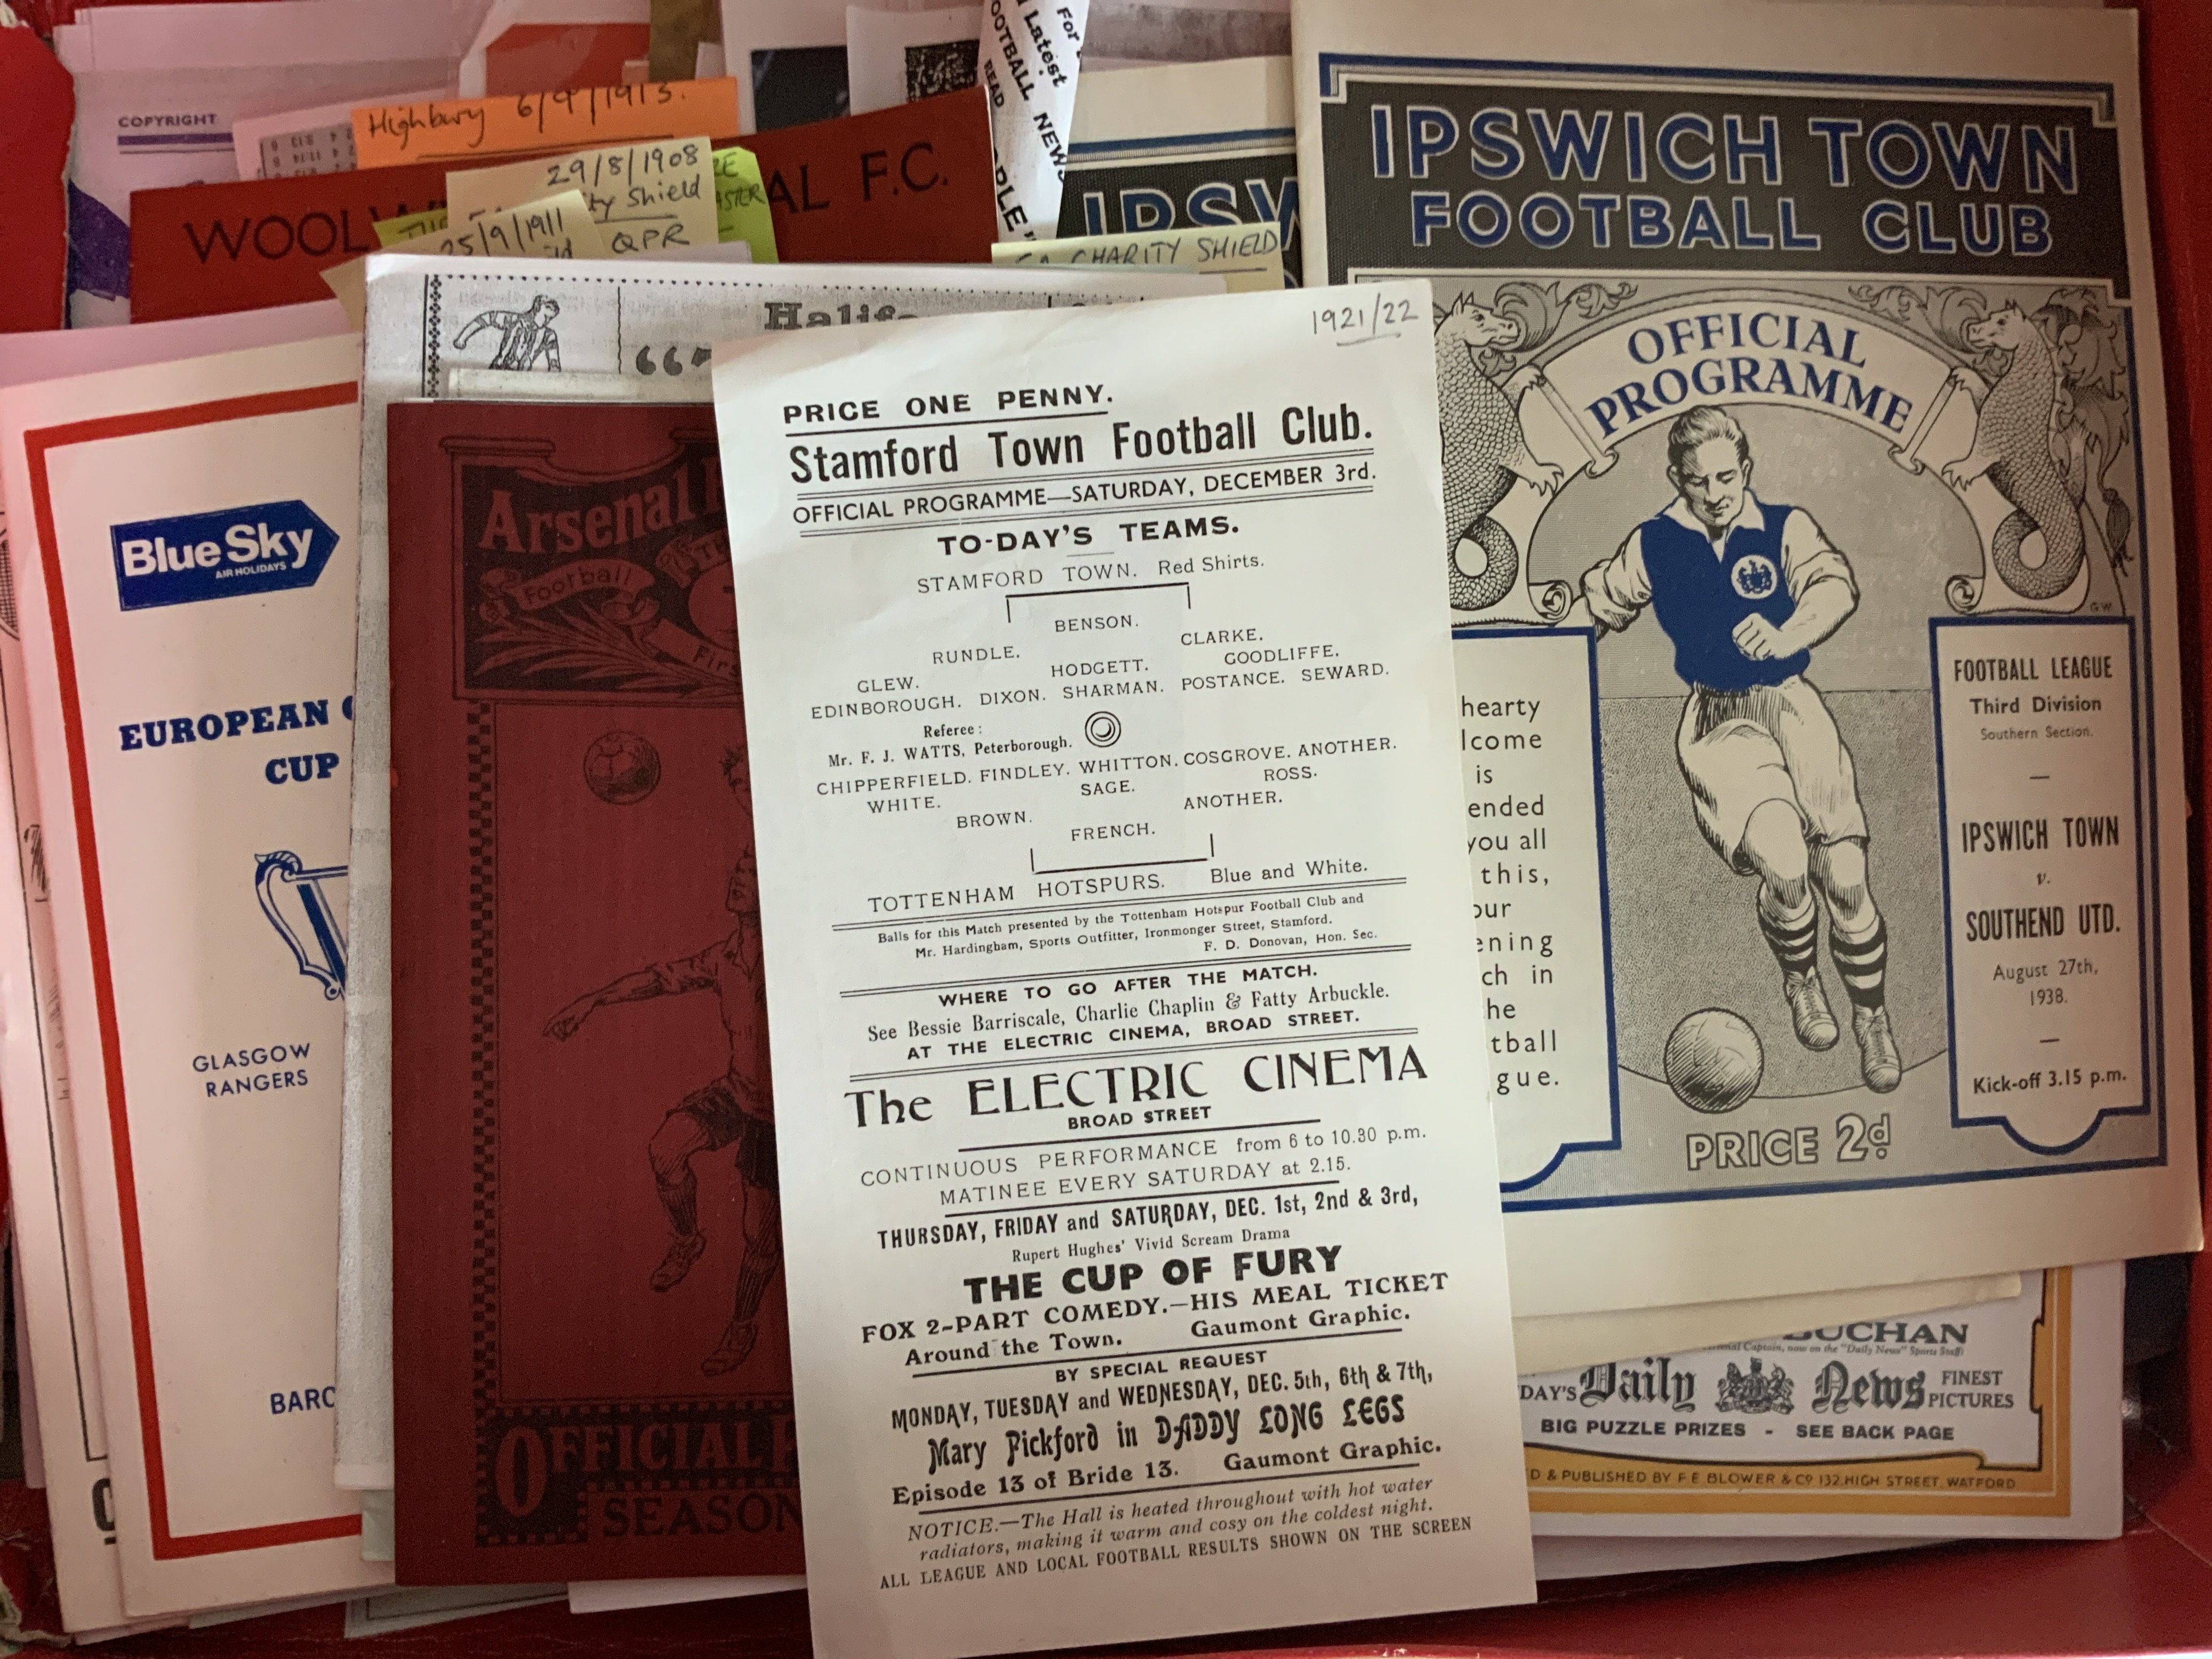 COPYRIGHT
Highbury 6/9/1913.
29/8/1908
Shield
QPR
25/9/1911
CHARITY SHIELD
F.C.
Latest
NEWS
READ
BlueSky
AIR HOLIDAYS
EUROPEAN
CUP
GLASGOW
RANGERS
Arsenal
Football
OFFICIAL
SEASON
1921/22
PRICE ONE PENNY.
Stamford Town Football Club.
OFFICIAL PROGRAMME—SATURDAY, DECEMBER 3rd.
TO-DAY'S TEAMS.
STAMFORD TOWN. Red Shirts.
BENSON.
RUNDLE. CLARKE.
GLEW. HODGETT. GOODLIFFE.
EDINBOROUGH. DIXON. SHARMAN. POSTANCE. SEWARD.
Referee:
Mr. F. J. WATTS, Peterborough.
CHIPPERFIELD. FINDLEY. WHITTON. COSGROVE. ANOTHER.
WHITE. SAGE. ROSS.
BROWN. ANOTHER.
FRENCH.
TOTTENHAM HOTSPURS. Blue and White.
Balls for this Match presented by the Tottenham Hotspur Football Club and
Mr. Hardingham, Sports Outfitter, Ironmonger Street, Stamford.
F. D. Donovan, Hon. Sec.
WHERE TO GO AFTER THE MATCH.
See Bessie Barriscale, Charlie Chaplin & Fatty Arbuckle.
AT THE ELECTRIC CINEMA, BROAD STREET.
The ELECTRIC CINEMA
BROAD STREET
CONTINUOUS PERFORMANCE from 6 to 10.30 p.m.
MATINEE EVERY SATURDAY at 2.15.
THURSDAY, FRIDAY and SATURDAY, DEC. 1st, 2nd & 3rd,
Rupert Hughes' Vivid Scream Drama
THE CUP OF FURY
FOX 2-PART COMEDY.—HIS MEAL TICKET
Around the Town. Gaumont Graphic.
BY SPECIAL REQUEST
MONDAY, TUESDAY and WEDNESDAY, DEC. 5th, 6th & 7th,
Mary Pickford in DADDY LONG LEGS
Episode 13 of Bride 13. Gaumont Graphic.
NOTICE.—The Hall is heated throughout with hot water
radiators, making it warm and cosy on the coldest night.
ALL LEAGUE AND LOCAL FOOTBALL RESULTS SHOWN ON THE SCREEN
IPSWICH TOWN
FOOTBALL CLUB
OFFICIAL
PROGRAMME
hearty
is
you all
this,
in
FOOTBALL LEAGUE
Third Division
Southern Section.
IPSWICH TOWN
v.
SOUTHEND UTD.
August 27th,
1938.
Kick-off 3.15 p.m.
PRICE 2d
G.W.
BUCHAN
Captain, now on the "Daily News" Sports Staff)
Daily News FINEST
PICTURES
BIG PUZZLE PRIZES - SEE BACK PAGE
& PUBLISHED BY F. E. BLOWER & Co 132. HIGH STREET. WATFORD